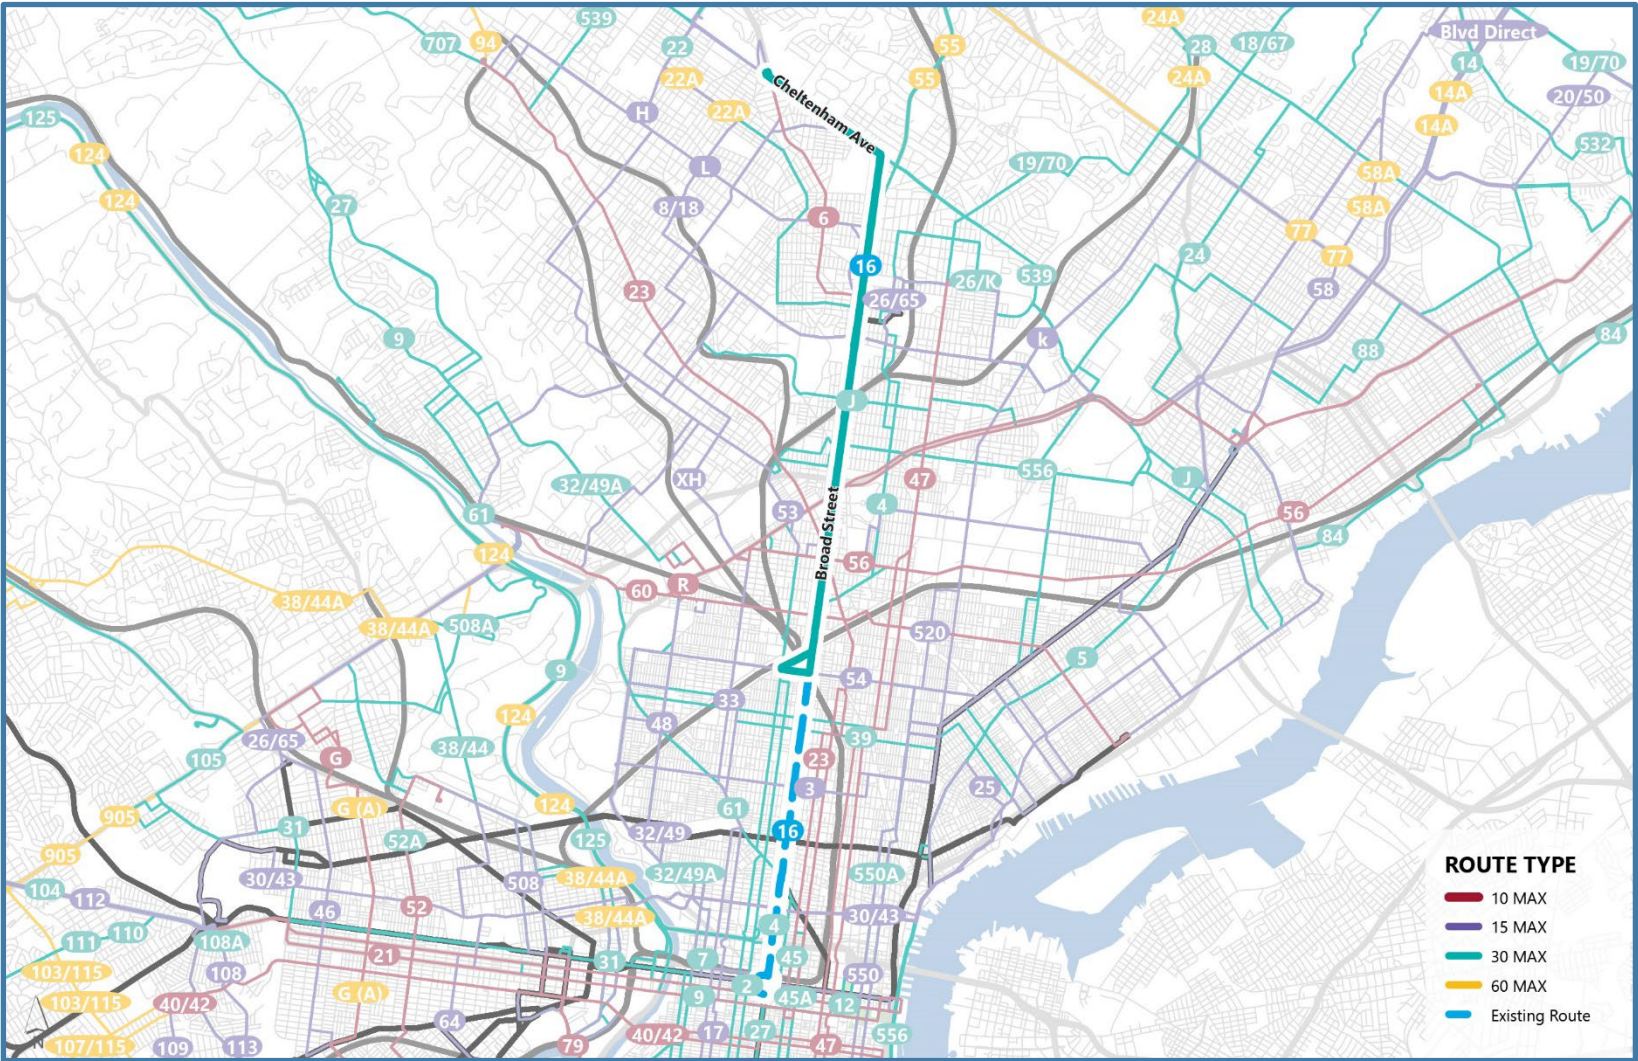 539
24A
707
94
22
55
28
18/67
Blvd Direct
14
19/70
22A
55
24A
14A
20/50
Cheltenham Ave
H
22A
14A
125
124
532
L
19/70
58A
124
27
8/18
6
58A
77
16
24
77
539
26/K
23
26/65
58
9
k
84
88
J
32/49A
XH
47
556
J
61
53
4
56
Broad Street
84
124
56
R
60
38/44A
508A
38/44A
520
5
9
54
33
124
48
26/65
39
38/44
105
G
23
3
25
124
G (A)
61
905
31
16
32/49
52A
125
905
32/49A
550A
ROUTE TYPE
30/43
508
38/44A
104
10 MAX
112
46
52
38/44A
30/43
4
15 MAX
110
111
108A
21
31
7
45
30 MAX
103/115
108
550
2
60 MAX
103/115
40/42
G (A)
9
45A
12
Existing Route
64
N
107/115
109
113
79
40/42
17
27
47
556